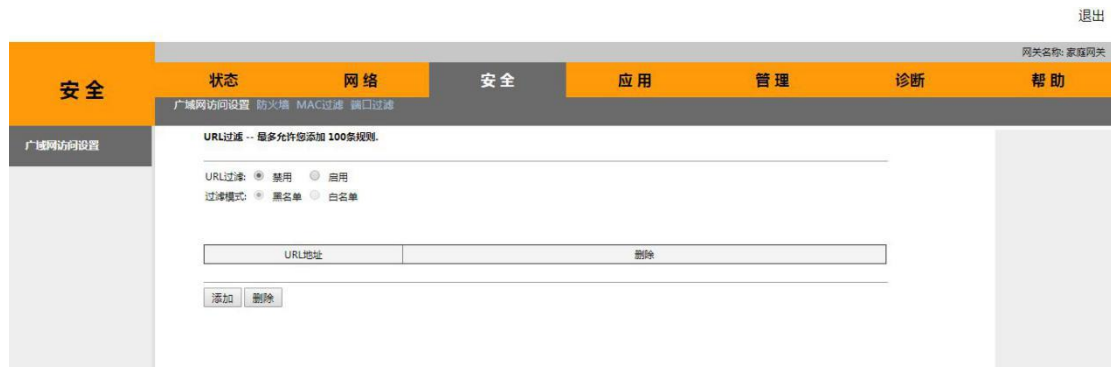 退出
网关名称: 家庭网关
安全
状态 网络 安全 应用 管理 诊断 帮助
广域网访问设置 防火墙 MAC过滤 端口过滤
广域网访问设置
URL过滤 -- 最多允许您添加 100条规则.
URL过滤: 禁用 启用
过滤模式: 黑名单 白名单
URL地址 删除
添加 删除